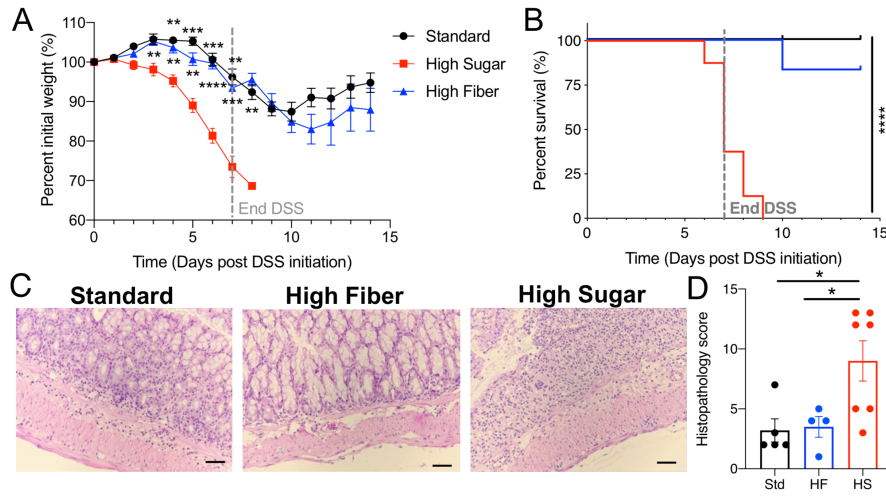 A
Percent initial weight (%)
110
100
90
80
70
60
** *** *** **
** ** ** **** *** **
End DSS
0 5 10 15
Time (Days post DSS initiation)
Standard
High Sugar
High Fiber
B
Percent survival (%)
100
75
50
25
0
End DSS
0 5 10 15
Time (Days post DSS initiation)
****
C
Standard
High Fiber
High Sugar
D
Histopathology score
15
10
5
0
*
*
Std HF HS